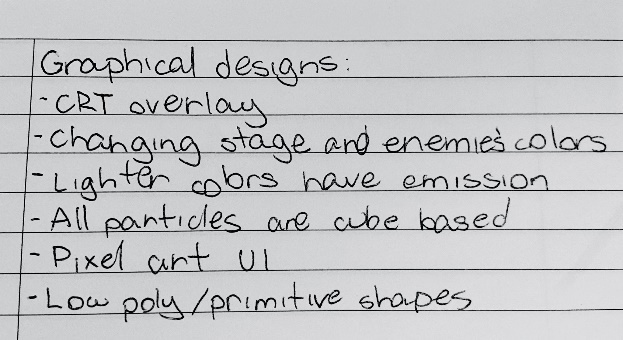 Graphical designs:
- CRT overlay
- Changing stage and enemies colors
- Lighter colors have emission
- All particles are cube based
- Pixel art UI
- Low poly/primitive shapes